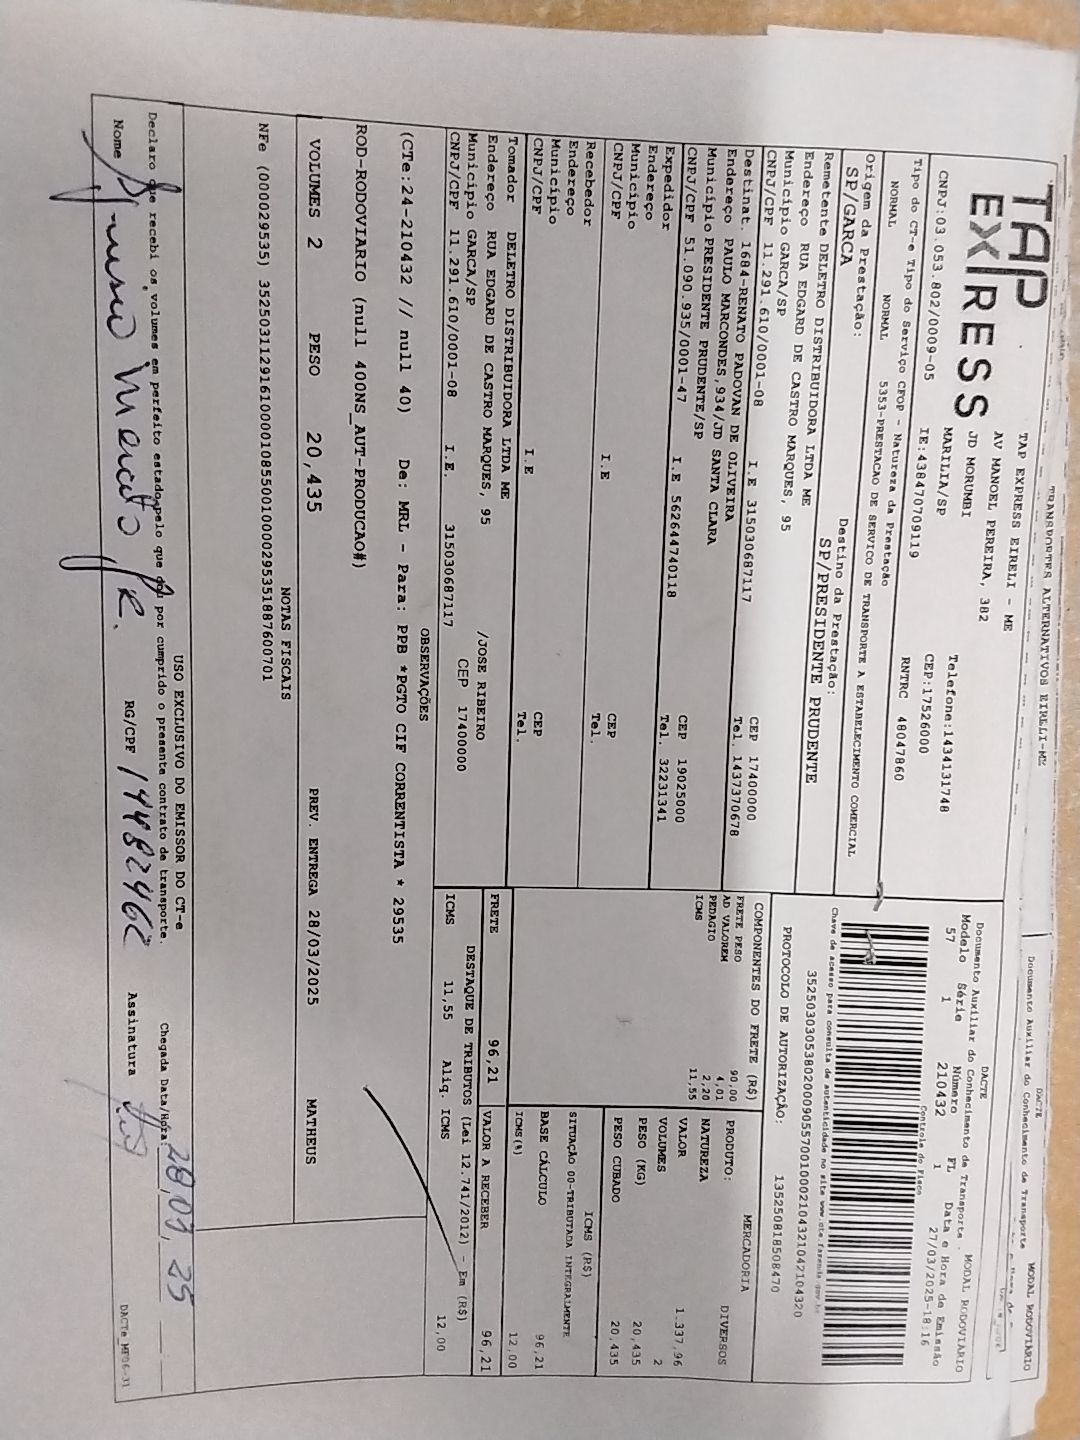 DACTE
TRANSPORTES ALTERNATIVOS EIRELI-ME
Documento Auxiliar do Conhecimento de Transporte MODAL RODOVIÁRIO
TAP EXPRESS
TAP EXPRESS EIRELI - ME
AV MANOEL PEREIRA, 382
JD MORUMBI
MARILIA/SP
Telefone:1434131748
CEP:17526000
CNPJ:03.053.802/0009-05 IE:438470709119 RNTRC 48047860
DACTE
Documento Auxiliar do Conhecimento de Transporte. MODAL RODOVIÁRIO
Modelo Série Número FL Data e Hora de Emissão
57 1 210432 1 27/03/2025-18:16
Controle do Fisco
Tipo do CT-e Tipo do Serviço CFOP - Natureza da Prestação
NORMAL NORMAL 5353-PRESTACAO DE SERVICO DE TRANSPORTE A ESTABELECIMENTO COMERCIAL
Chave de acesso para consulta de autenticidade no site www.cte.fazenda.gov.br
Origem da Prestação: Destino da Prestação:
SP/GARCA SP/PRESIDENTE PRUDENTE
PROTOCOLO DE AUTORIZAÇÃO: 135250818508470
Remetente DELETRO DISTRIBUIDORA LTDA ME
Endereço RUA EDGARD DE CASTRO MARQUES, 95
Município GARCA/SP CEP 17400000
CNPJ/CPF 11.291.610/0001-08 I.E 315030687117 Tel. 1437370678
Destinat. 1684-RENATO PADOVAN DE OLIVEIRA
Endereço PAULO MARCONDES,934/JD SANTA CLARA
Município PRESIDENTE PRUDENTE/SP CEP 19025000
CNPJ/CPF 51.090.935/0001-47 I.E 562644740118 Tel. 32231341
Expedidor
Endereço
Município CEP
CNPJ/CPF I.E Tel.
Recebedor
Endereço
Município CEP
CNPJ/CPF I.E Tel.
Tomador DELETRO DISTRIBUIDORA LTDA ME
Endereço RUA EDGARD DE CASTRO MARQUES, 95 /JOSE RIBEIRO
Município GARCA/SP CEP 17400000
CNPJ/CPF 11.291.610/0001-08 I.E. 315030687117
COMPONENTES DO FRETE (R$)
FRETE PESO 90,00
AD VALOREM 4,01
PEDAGIO 2,20
ICMS 11,55
MERCADORIA
PRODUTO: DIVERSOS
NATUREZA
VALOR 1.337,96
VOLUMES 2
PESO (KG) 20,435
PESO CUBADO 20,435
ICMS (R$)
SITUAÇÃO 00-TRIBUTADA INTEGRALMENTE
BASE CÁLCULO 96,21
ICMS(%) 12,00
FRETE 96,21 VALOR A RECEBER 96,21
DESTAQUE DE TRIBUTOS (Lei 12.741/2012) - Em (R$)
ICMS 11,55 Aliq. ICMS 12,00
OBSERVAÇÕES
(CTe:24-210432 // null 40) De: MRL - Para: PPB *PGTO CIF CORRENTISTA * 29535
ROD-RODOVIARIO (null 400NS_AUT-PRODUCAO#)
VOLUMES 2 PESO 20,435 PREV. ENTREGA 28/03/2025 MATHEUS
NOTAS FISCAIS
USO EXCLUSIVO DO EMISSOR DO CT-e
Declaro que recebi os volumes em perfeito estado pelo que dou por cumprido o presente contrato de transporte. Chegada Data/Hora:
Nome JR. RG/CPF 14482462 Assinatura
DACTe_MF06-31